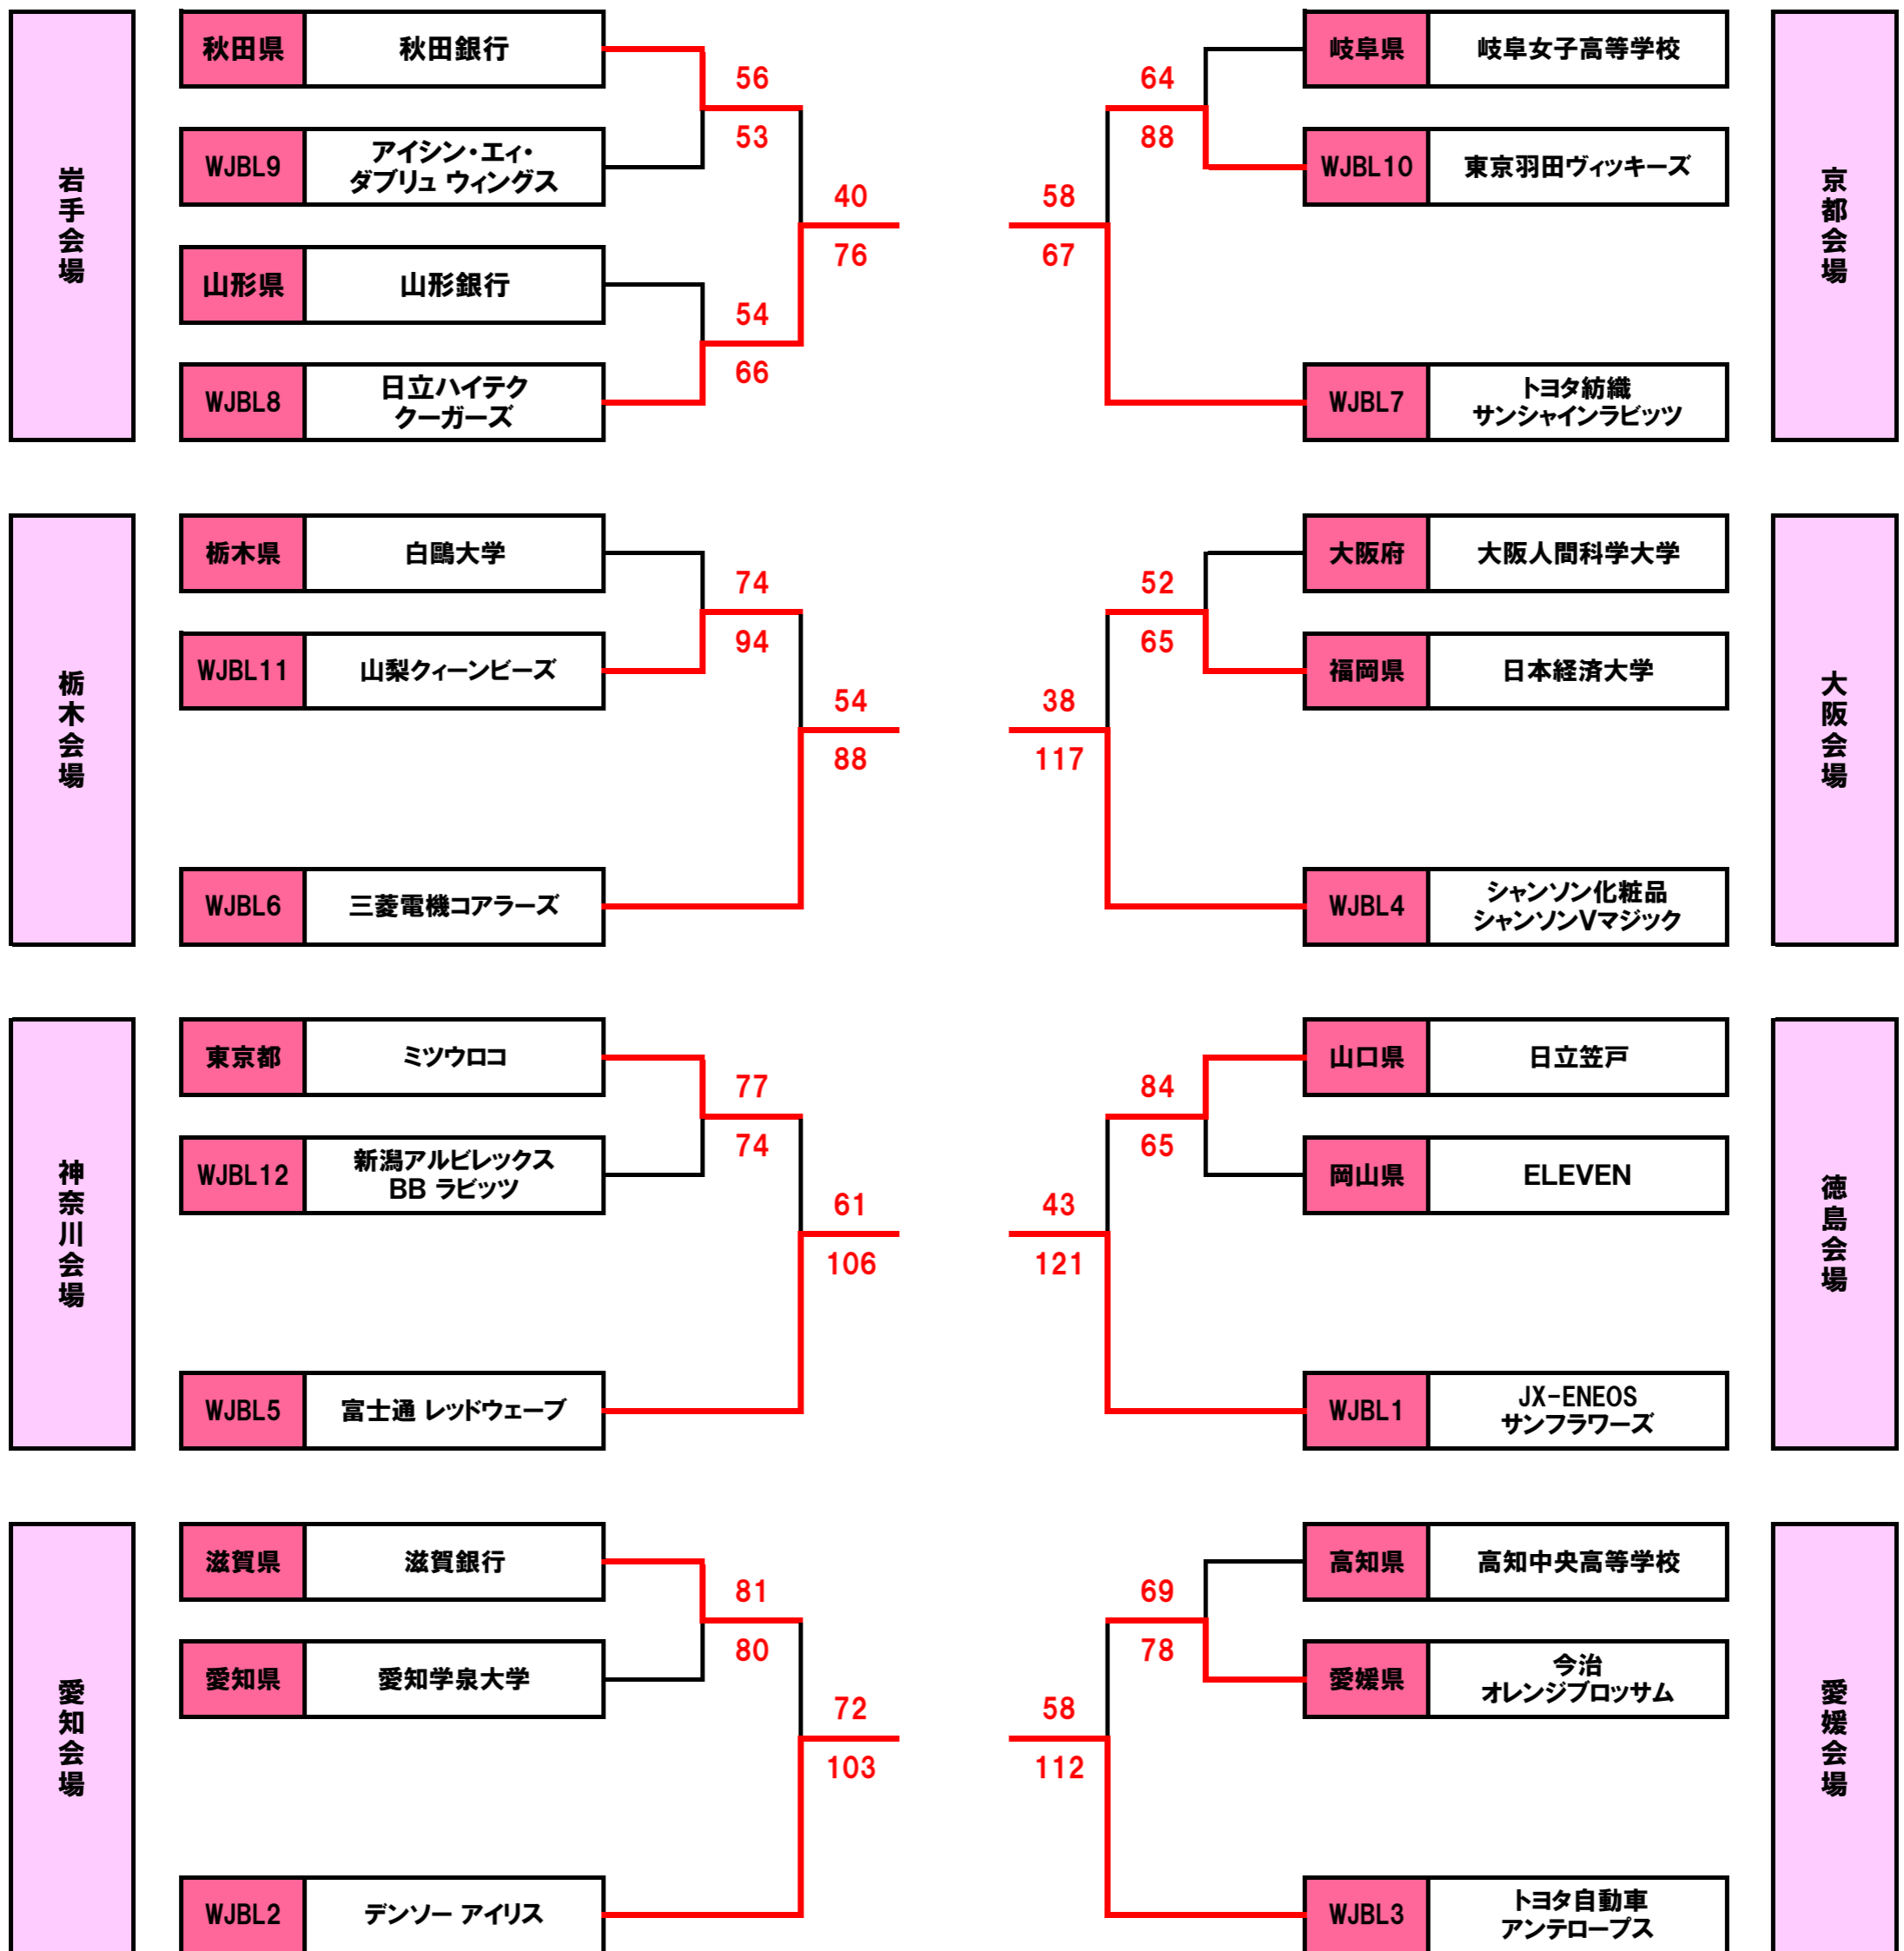 岩手会場
秋田県
秋田銀行
56
53
WJBL9
アイシン・エィ・
ダブリュ ウィングス
40
76
山形県
山形銀行
54
66
WJBL8
日立ハイテク
クーガーズ
京都会場
岐阜県
岐阜女子高等学校
64
88
WJBL10
東京羽田ヴィッキーズ
58
67
WJBL7
トヨタ紡織
サンシャインラビッツ
栃木会場
栃木県
白鷗大学
74
94
WJBL11
山梨クィーンビーズ
54
88
WJBL6
三菱電機コアラーズ
大阪会場
大阪府
大阪人間科学大学
52
65
福岡県
日本経済大学
38
117
WJBL4
シャンソン化粧品
シャンソンVマジック
神奈川会場
東京都
ミツウロコ
77
74
WJBL12
新潟アルビレックス
BB ラビッツ
61
106
WJBL5
富士通 レッドウェーブ
徳島会場
山口県
日立笠戸
84
65
岡山県
ELEVEN
43
121
WJBL1
JX-ENEOS
サンフラワーズ
愛知会場
滋賀県
滋賀銀行
81
80
愛知県
愛知学泉大学
72
103
WJBL2
デンソー アイリス
愛媛会場
高知県
高知中央高等学校
69
78
愛媛県
今治
オレンジブロッサム
58
112
WJBL3
トヨタ自動車
アンテロープス